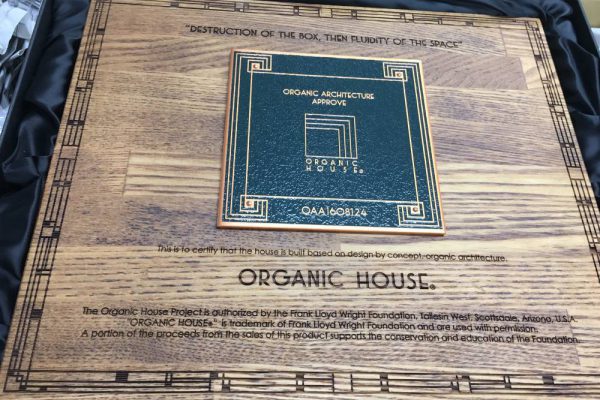 "DESTRUCTION OF THE BOX, THEN FLUIDITY OF THE SPACE"
ORGANIC ARCHITECTURE
APPROVE
ORGANIC
HOUSE®
OAA1608124
This is to certify that the house is built based on design by concept, organic architecture.
ORGANIC HOUSE®
The Organic House Project is authorized by the Frank Lloyd Wright Foundation, Taliesin West, Scottsdale, Arizona, U.S.A.
"ORGANIC HOUSE®" is trademark of Frank Lloyd Wright Foundation and are used with permission.
A portion of the proceeds from the sales of this product supports the conservation and education of the Foundation.